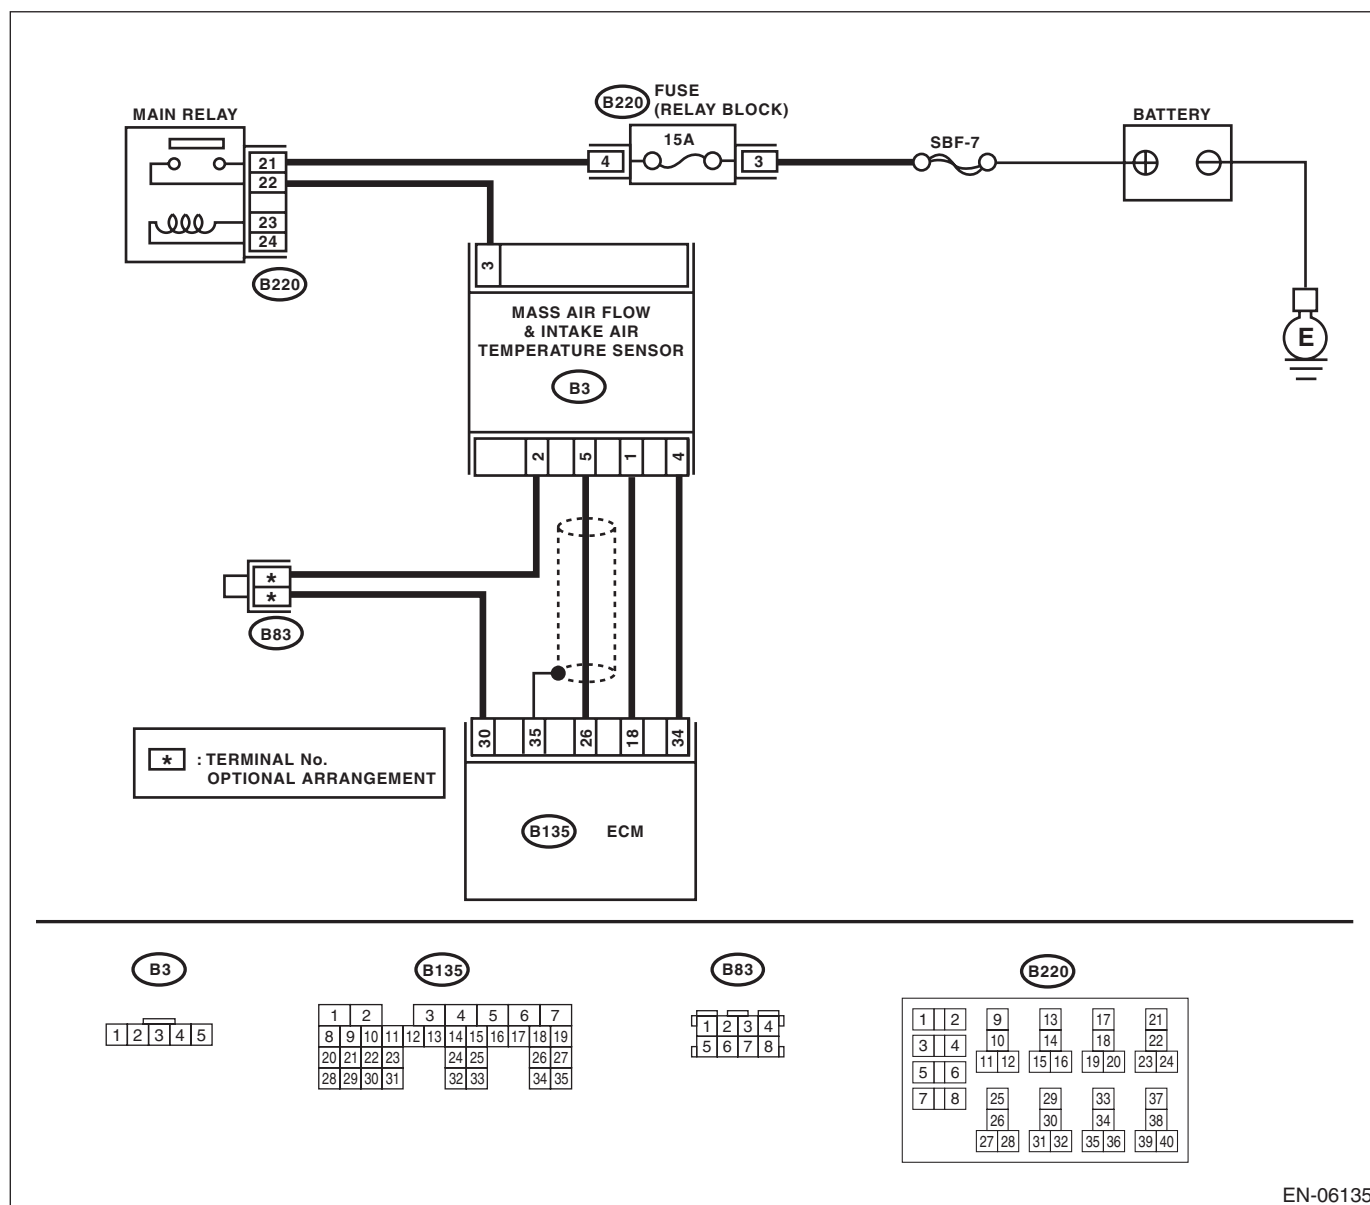 B220 FUSE
(RELAY BLOCK)
MAIN RELAY
15A
SBF-7
BATTERY
21
22
23
24
4
3
B220
3
MASS AIR FLOW
& INTAKE AIR
TEMPERATURE SENSOR
B3
E
2 5 1 4
*
*
B83
30 35 26 18 34
* : TERMINAL No.
OPTIONAL ARRANGEMENT
B135 ECM
B3
1 2 3 4 5
B135
1 2 3 4 5 6 7
8 9 10 11 12 13 14 15 16 17 18 19
20 21 22 23 24 25 26 27
28 29 30 31 32 33 34 35
B83
1 2 3 4
5 6 7 8
B220
1 2 9 13 17 21
3 4 10 14 18 22
11 12 15 16 19 20 23 24
5 6
7 8 25 29 33 37
26 30 34 38
27 28 31 32 35 36 39 40
EN-06135